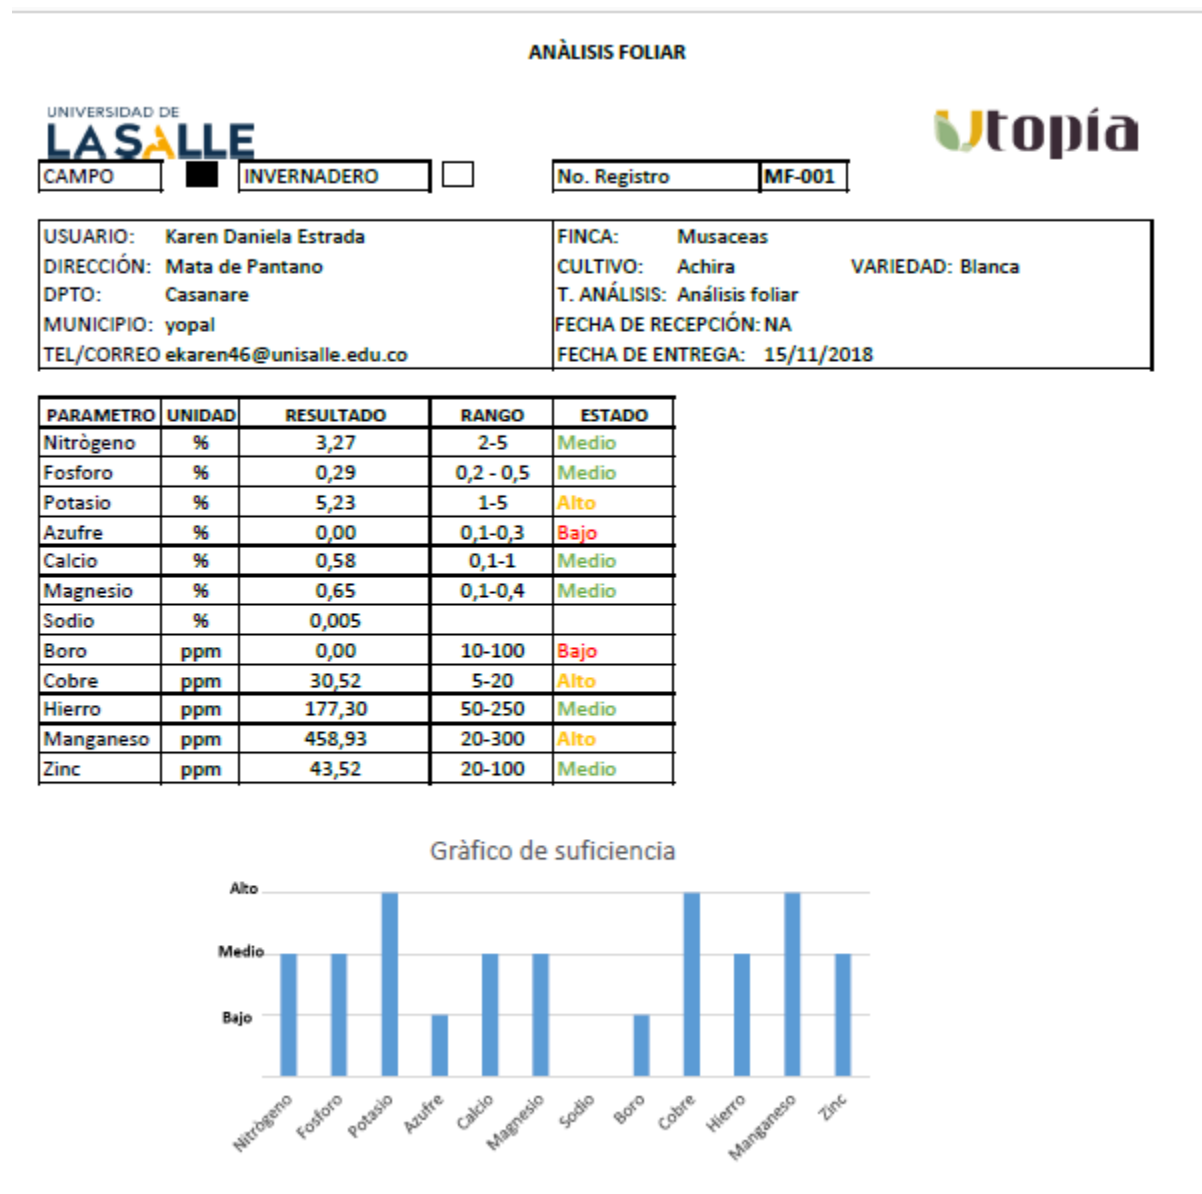 ANÀLISIS FOLIAR
UNIVERSIDAD DE
LA SALLE
Utopía
CAMPO INVERNADERO No. Registro MF-001
USUARIO: Karen Daniela Estrada FINCA: Musaceas
DIRECCIÓN: Mata de Pantano CULTIVO: Achira VARIEDAD: Blanca
DPTO: Casanare T. ANÁLISIS: Análisis foliar
MUNICIPIO: yopal FECHA DE RECEPCIÓN: NA
TEL/CORREO ekaren46@unisalle.edu.co FECHA DE ENTREGA: 15/11/2018
PARAMETRO UNIDAD RESULTADO RANGO ESTADO
Nitrògeno % 3,27 2-5 Medio
Fosforo % 0,29 0,2 - 0,5 Medio
Potasio % 5,23 1-5 Alto
Azufre % 0,00 0,1-0,3 Bajo
Calcio % 0,58 0,1-1 Medio
Magnesio % 0,65 0,1-0,4 Medio
Sodio % 0,005
Boro ppm 0,00 10-100 Bajo
Cobre ppm 30,52 5-20 Alto
Hierro ppm 177,30 50-250 Medio
Manganeso ppm 458,93 20-300 Alto
Zinc ppm 43,52 20-100 Medio
Gràfico de suficiencia
Alto
Medio
Bajo
Nitrògeno Fosforo Potasio Azufre Calcio Magnesio Sodio Boro Cobre Hierro Manganeso Zinc